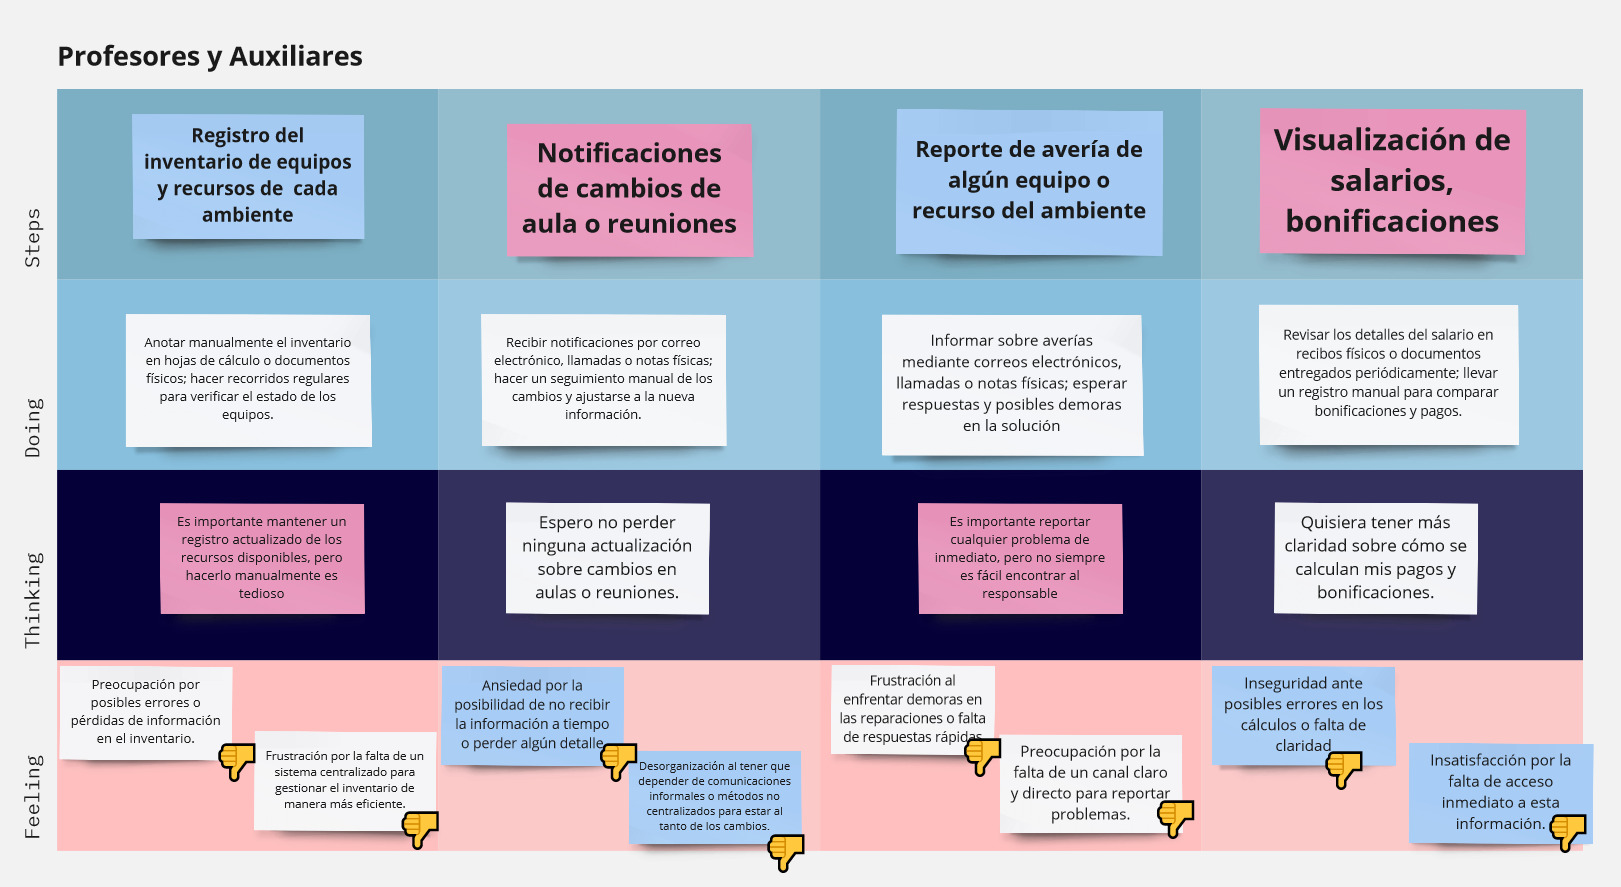 Profesores y Auxiliares
Steps
Registro del
inventario de equipos
y recursos de cada
ambiente
Notificaciones
de cambios de
aula o reuniones
Reporte de avería de
algún equipo o
recurso del ambiente
Visualización de
salarios,
bonificaciones
Doing
Anotar manualmente el inventario
en hojas de cálculo o documentos
físicos; hacer recorridos regulares
para verificar el estado de los
equipos.
Recibir notificaciones por correo
electrónico, llamadas o notas físicas;
hacer un seguimiento manual de los
cambios y ajustarse a la nueva
información.
Informar sobre averías
mediante correos electrónicos,
llamadas o notas físicas; esperar
respuestas y posibles demoras
en la solución
Revisar los detalles del salario en
recibos físicos o documentos
entregados periódicamente; llevar
un registro manual para comparar
bonificaciones y pagos.
Thinking
Es importante mantener un
registro actualizado de los
recursos disponibles, pero
hacerlo manualmente es
tedioso
Espero no perder
ninguna actualización
sobre cambios en
aulas o reuniones.
Es importante reportar
cualquier problema de
inmediato, pero no siempre
es fácil encontrar al
responsable
Quisiera tener más
claridad sobre cómo se
calculan mis pagos y
bonificaciones.
Feeling
Preocupación por
posibles errores o
pérdidas de información
en el inventario.
Frustración por la falta de un
sistema centralizado para
gestionar el inventario de
manera más eficiente.
Ansiedad por la
posibilidad de no recibir
la información a tiempo
o perder algún detalle
Desorganización al tener que
depender de comunicaciones
informales o métodos no
centralizados para estar al
tanto de los cambios.
Frustración al
enfrentar demoras en
las reparaciones o falta
de respuestas rápidas
Preocupación por la
falta de un canal claro
y directo para reportar
problemas.
Inseguridad ante
posibles errores en los
cálculos o falta de
claridad
Insatisfacción por la
falta de acceso
inmediato a esta
información.